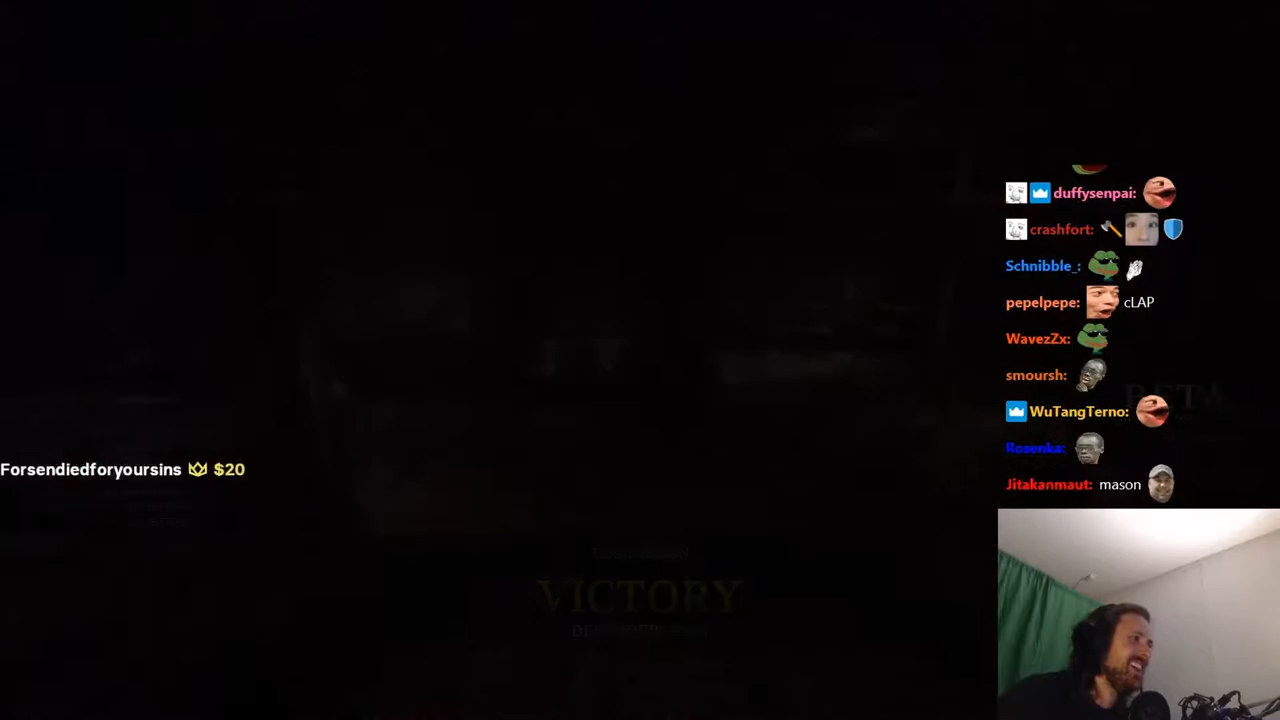 duffysenpai:
crashfort:
Schnibble_:
pepelpepe: cLAP
WavezZx:
smoursh:
WuTangTerno:
Rosenka:
Jitakanmaut: mason
Forsendiedforyoursins $20
VICTORY